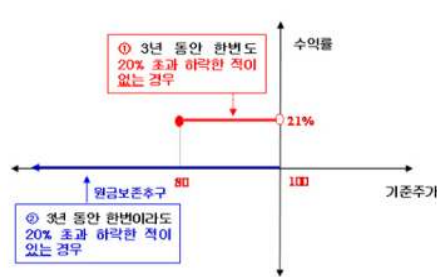 수익률
① 3년 동안 한번도
20% 초과 하락한 적이
없는 경우
21%
80
100
기준주가
원금보존추구
② 3년 동안 한번이라도
20% 초과 하락한 적이
있는 경우